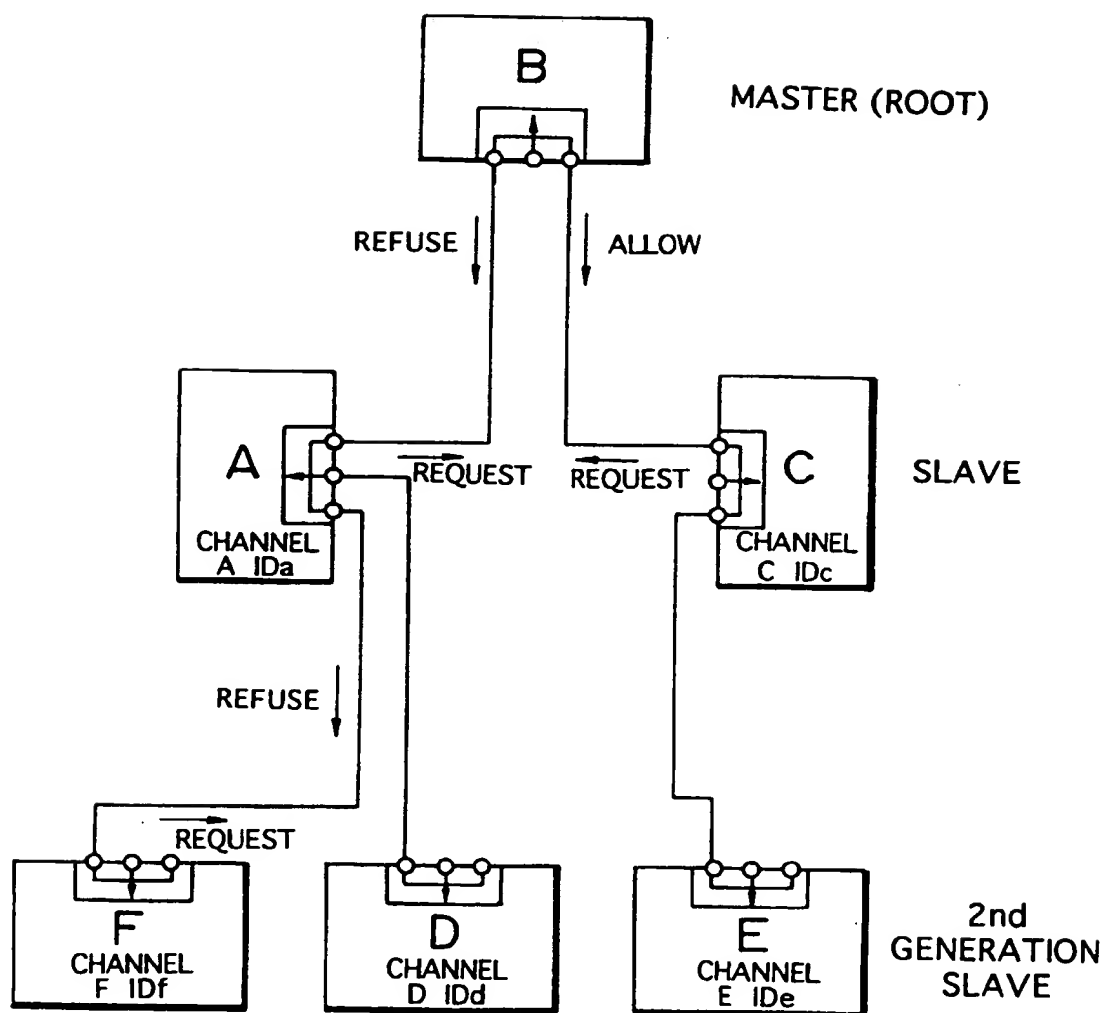 B
MASTER (ROOT)
REFUSE
ALLOW
A
REQUEST
REQUEST
C
SLAVE
CHANNEL
A IDa
CHANNEL
C IDc
REFUSE
REQUEST
F
CHANNEL
F IDf
D
CHANNEL
D IDd
E
CHANNEL
E IDe
2nd
GENERATION
SLAVE